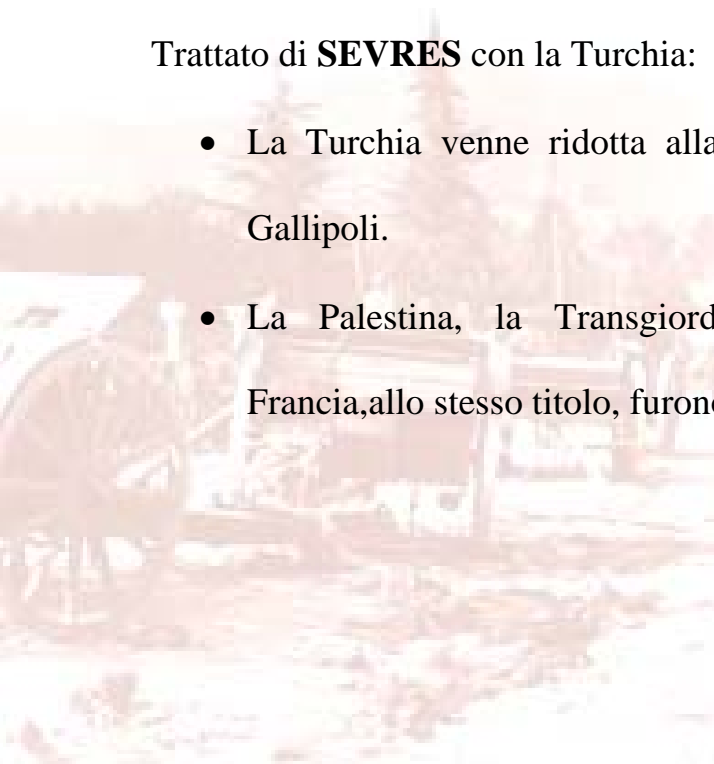 Trattato di SEVRES con la Turchia:
• La Turchia venne ridotta alla
Gallipoli.
• La Palestina, la Transgiord
Francia,allo stesso titolo, furono